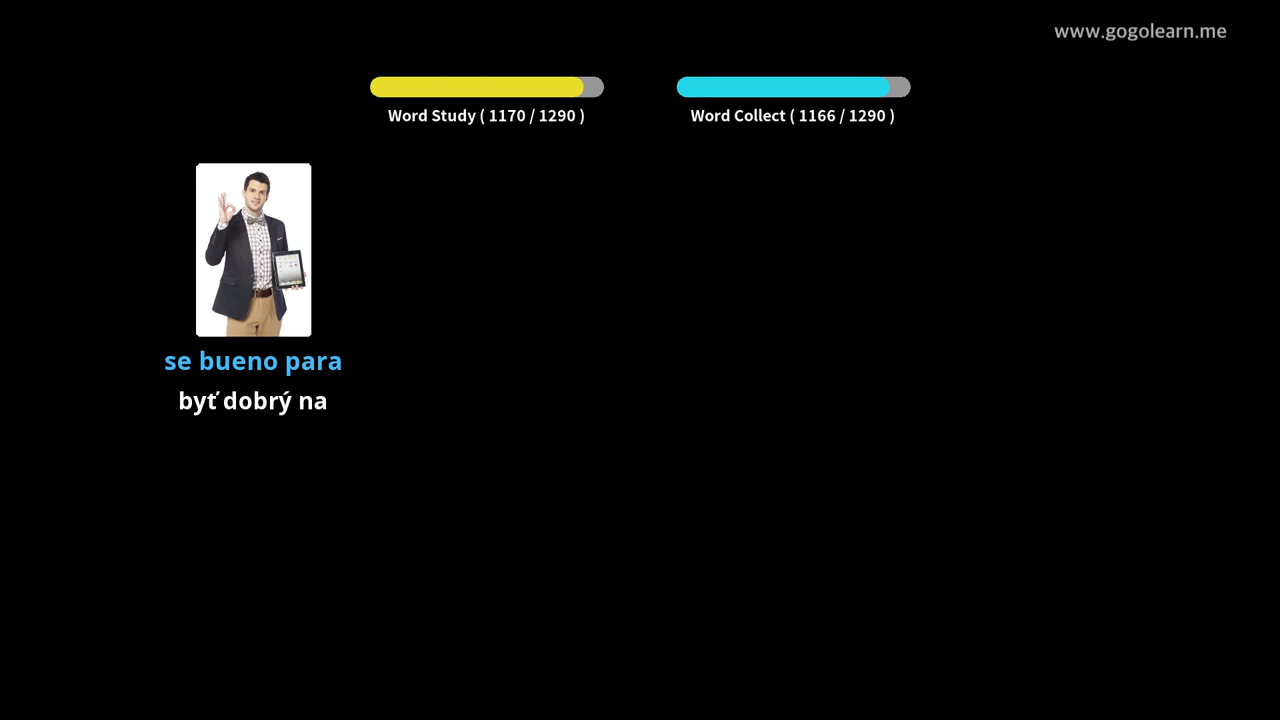 www.gogolearn.me
Word Study ( 1170 / 1290 )
Word Collect ( 1166 / 1290 )
se bueno para
byť dobrý na